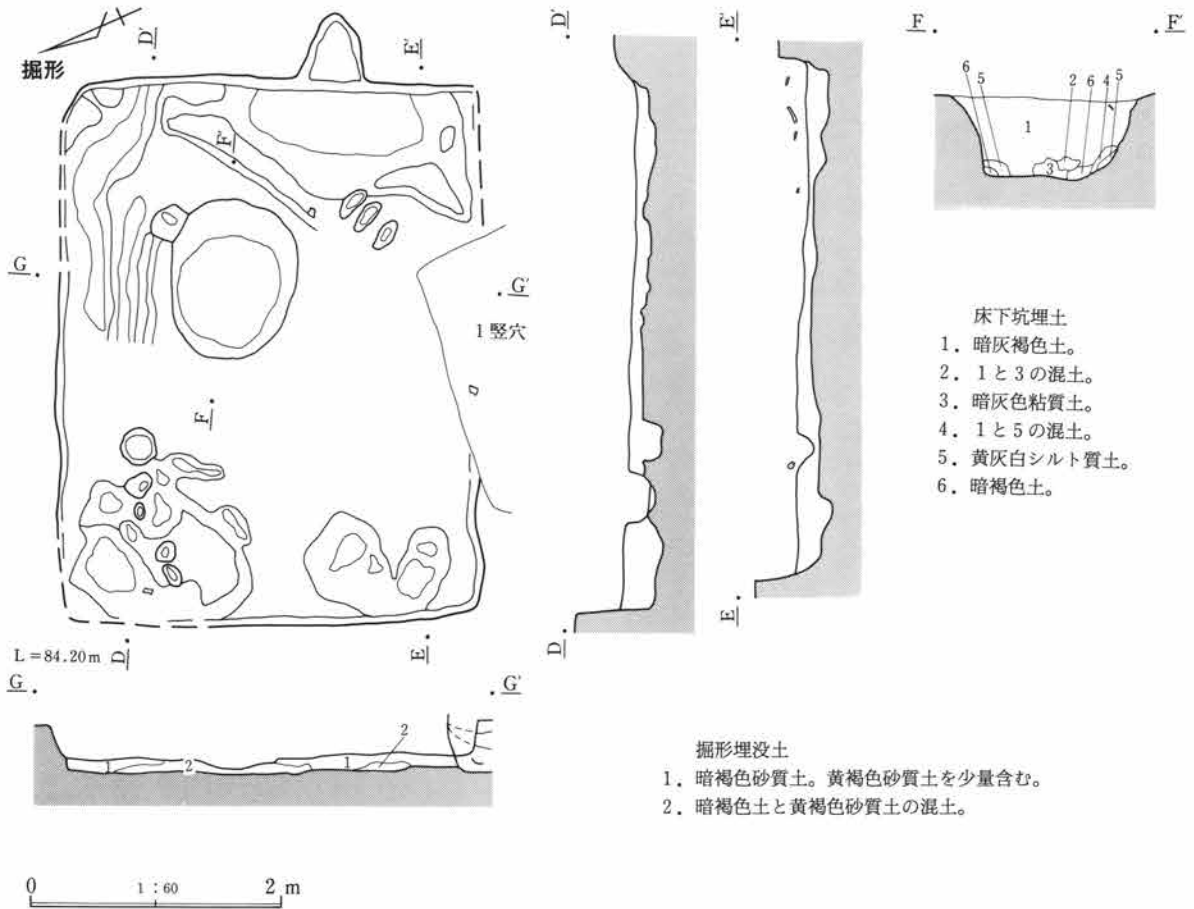 掘形
D'
E'
F'
G
G'
1竪穴
F
L=84.20m
D
E
D'
D
E'
E
F
F'
6
5
2
6
4
5
1
3
床下坑埋土
1.暗灰褐色土。
2.1と3の混土。
3.暗灰色粘質土。
4.1と5の混土。
5.黄灰白シルト質土。
6.暗褐色土。
G
G'
2
1
2
掘形埋没土
1.暗褐色砂質土。黄褐色砂質土を少量含む。
2.暗褐色土と黄褐色砂質土の混土。
0 1:60 2m